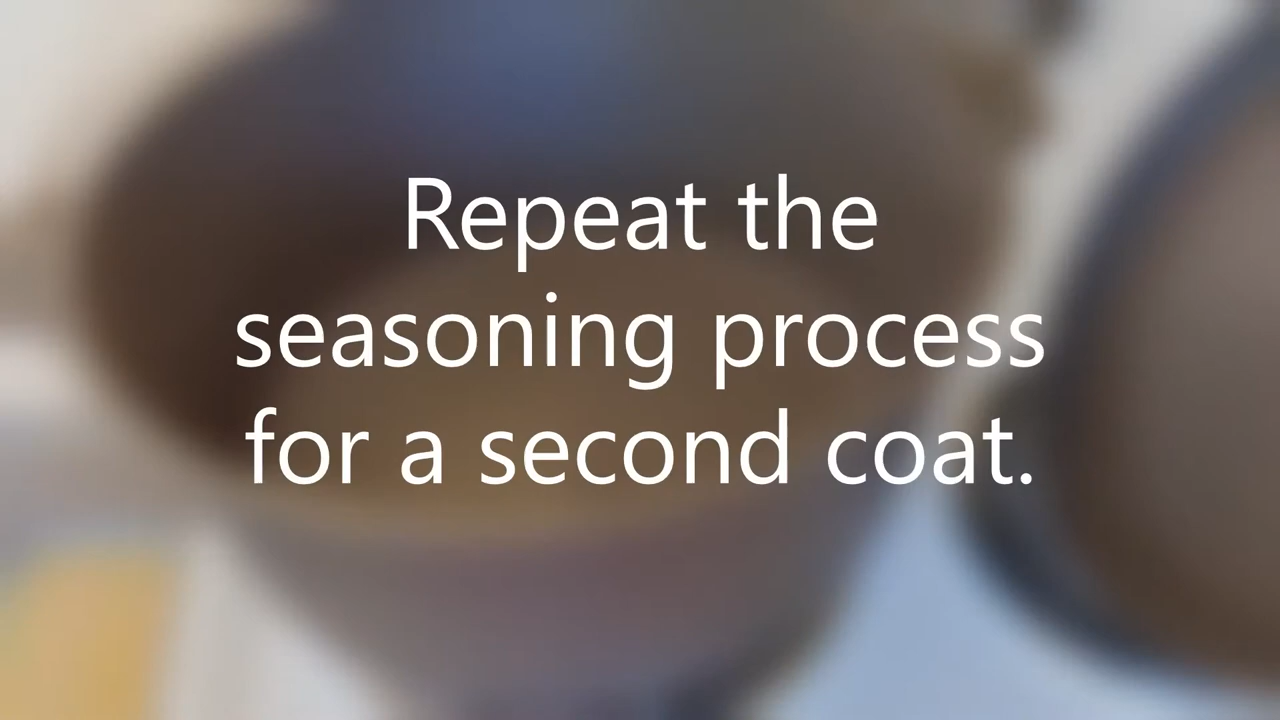 Repeat the
seasoning process
for a second coat.